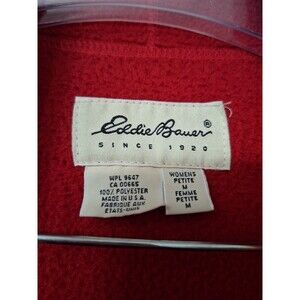 Eddie Bauer®
SINCE 1920
WPL 9647
CA 00665
100% POLYESTER
MADE IN U.S.A.
FABRIQUE AUX
ETATS-UNIS
WOMENS
PETITE
M
FEMME
PETITE
M